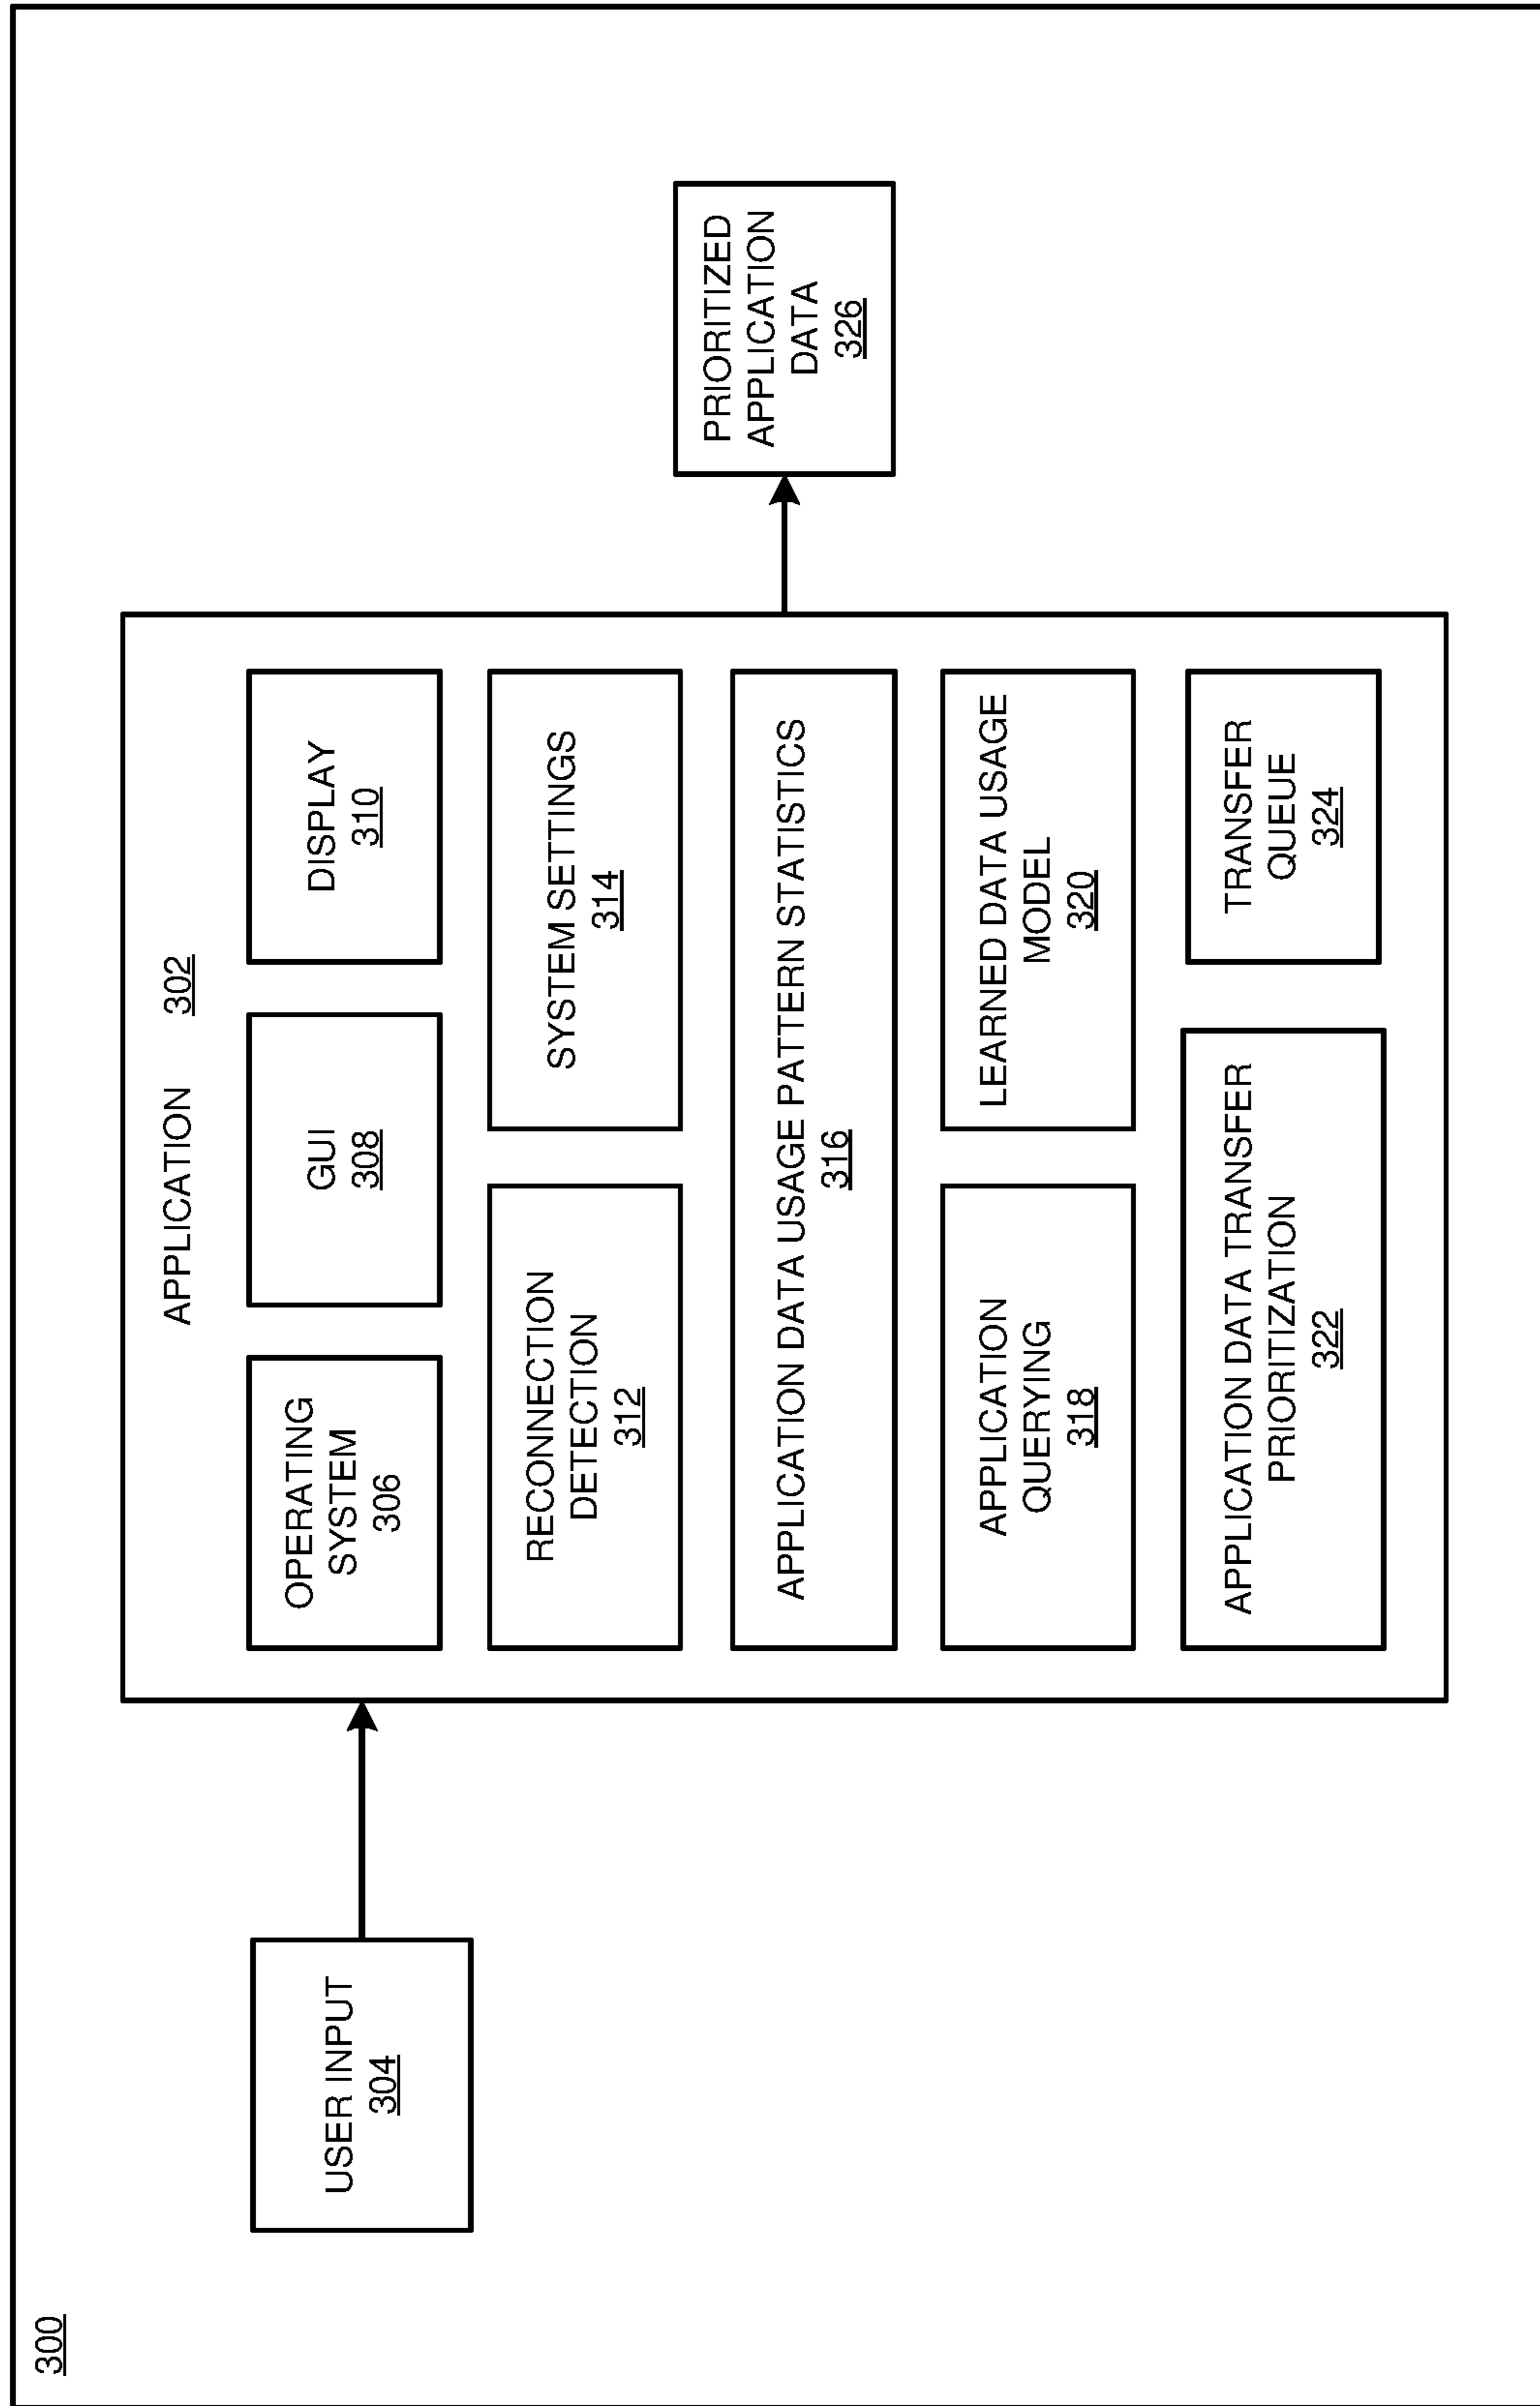 300
USER INPUT
304
APPLICATION 302
OPERATING
SYSTEM
306
GUI
308
DISPLAY
310
RECONNECTION
DETECTION
312
SYSTEM SETTINGS
314
APPLICATION DATA USAGE PATTERN STATISTICS
316
APPLICATION
QUERYING
318
LEARNED DATA USAGE
MODEL
320
APPLICATION DATA TRANSFER
PRIORITIZATION
322
TRANSFER
QUEUE
324
PRIORITIZED
APPLICATION
DATA
326